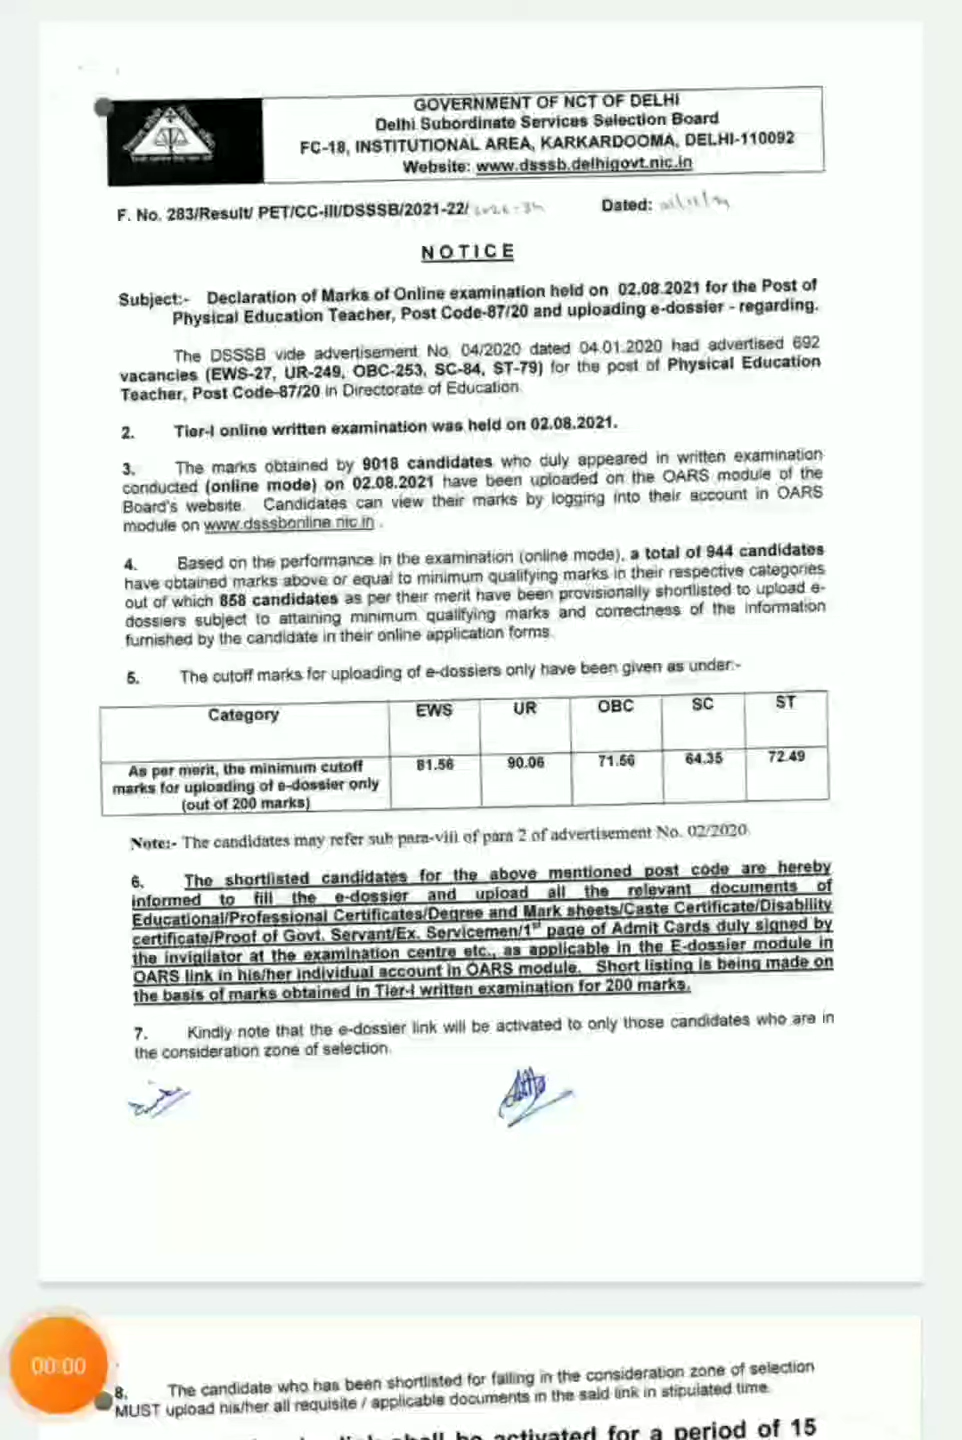 GOVERNMENT OF NCT OF DELHI
Delhi Subordinate Services Selection Board
FC-18, INSTITUTIONAL AREA, KARKARDOOMA, DELHI-110092
Website: www.dsssb.delhigovt.nic.in
F. No. 283/Result/ PET/CC-III/DSSSB/2021-22/
Dated:
NOTICE
Subject:- Declaration of Marks of Online examination held on 02.08.2021 for the Post of
Physical Education Teacher, Post Code-87/20 and uploading e-dossier - regarding.
The DSSSB vide advertisement No. 04/2020 dated 04.01.2020 had advertised 692
vacancies (EWS-27, UR-249, OBC-253, SC-84, ST-79) for the post of Physical Education
Teacher, Post Code-87/20 in Directorate of Education.
2. Tier-I online written examination was held on 02.08.2021.
3. The marks obtained by 9018 candidates who duly appeared in written examination
conducted (online mode) on 02.08.2021 have been uploaded on the OARS module of the
Board's website. Candidates can view their marks by logging into their account in OARS
module on www.dsssbonline.nic.in .
4. Based on the performance in the examination (online mode), a total of 944 candidates
have obtained marks above or equal to minimum qualifying marks in their respective categories
out of which 858 candidates as per their merit have been provisionally shortlisted to upload e-
dossiers subject to attaining minimum qualifying marks and correctness of the information
furnished by the candidate in their online application forms.
5. The cutoff marks for uploading of e-dossiers only have been given as under:-
Category EWS UR OBC SC ST
As per merit, the minimum cutoff
marks for uploading of e-dossier only
(out of 200 marks) 81.56 90.06 71.56 64.35 72.49
Note:- The candidates may refer sub para-viii of para 2 of advertisement No. 02/2020.
6. The shortlisted candidates for the above mentioned post code are hereby
informed to fill the e-dossier and upload all the relevant documents of
Educational/Professional Certificates/Degree and Mark sheets/Caste Certificate/Disability
certificate/Proof of Govt. Servant/Ex. Servicemen/1st page of Admit Cards duly signed by
the invigilator at the examination centre etc., as applicable in the E-dossier module in
OARS link in his/her individual account in OARS module. Short listing is being made on
the basis of marks obtained in Tier-I written examination for 200 marks.
7. Kindly note that the e-dossier link will be activated to only those candidates who are in
the consideration zone of selection.
00:00
8. The candidate who has been shortlisted for falling in the consideration zone of selection
MUST upload his/her all requisite / applicable documents in the said link in stipulated time.
link shall be activated for a period of 15